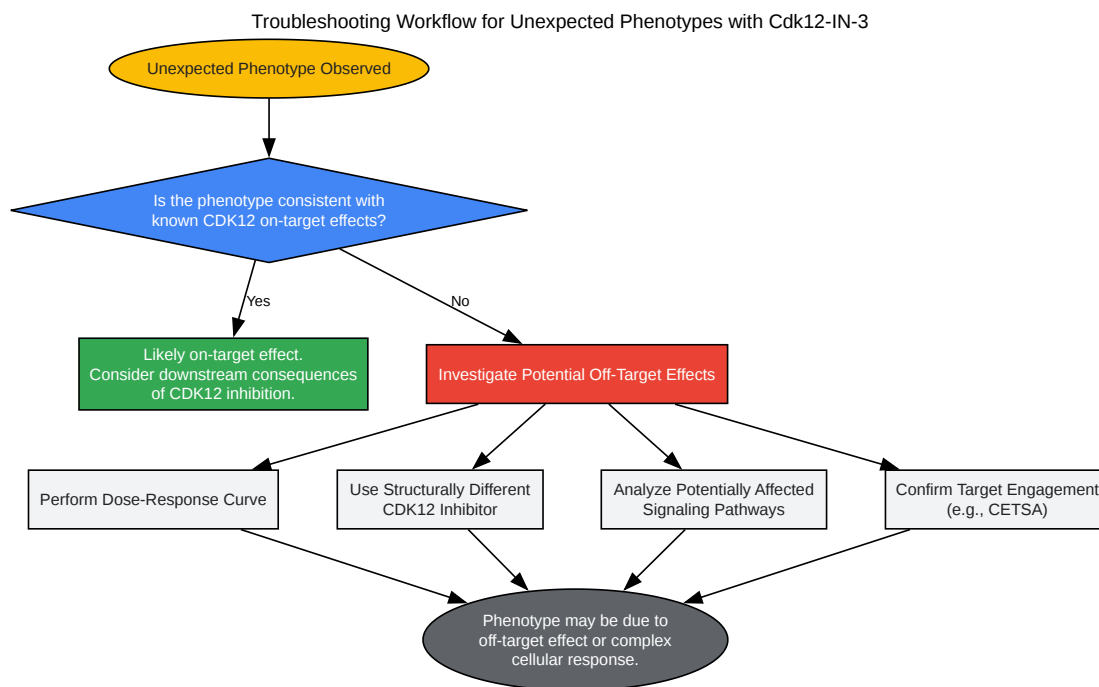 Troubleshooting Workflow for Unexpected Phenotypes with Cdk12-IN-3
Unexpected Phenotype Observed
Is the phenotype consistent with
known CDK12 on-target effects?
Yes
No
Likely on-target effect.
Consider downstream consequences
of CDK12 inhibition.
Investigate Potential Off-Target Effects
Perform Dose-Response Curve
Use Structurally Different
CDK12 Inhibitor
Analyze Potentially Affected
Signaling Pathways
Confirm Target Engagement
(e.g., CETSA)
Phenotype may be due to
off-target effect or complex
cellular response.